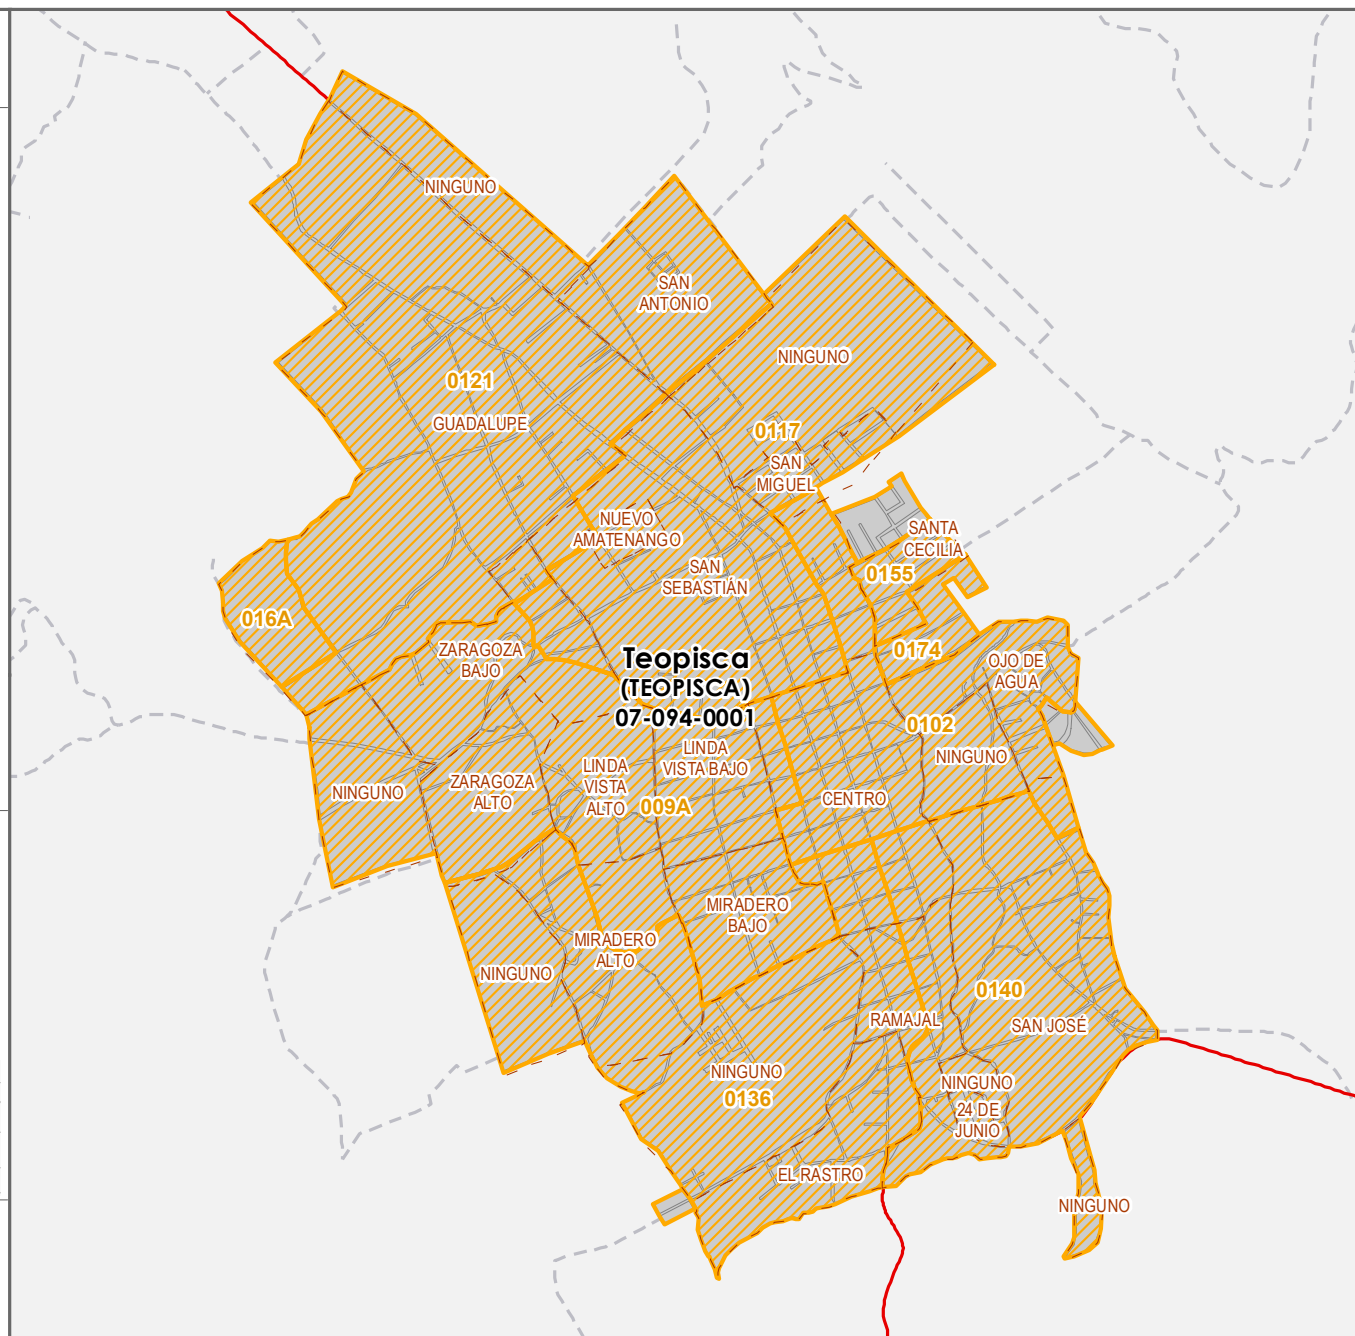 NINGUNO
SAN
ANTONIO
NINGUNO
0121
GUADALUPE
0117
SAN
MIGUEL
NUEVO
AMATENANGO
SANTA
CECILIA
SAN
SEBASTIÁN
0155
016A
ZARAGOZA
BAJO
0174
OJO DE
AGUA
Teopisca
(TEOPISCA)
07-094-0001
0102
NINGUNO
LINDA
VISTA BAJO
LINDA
VISTA
ALTO
ZARAGOZA
ALTO
NINGUNO
009A
CENTRO
MIRADERO
BAJO
MIRADERO
ALTO
NINGUNO
0140
RAMAJAL
SAN JOSÉ
NINGUNO
0136
NINGUNO
24 DE
JUNIO
EL RASTRO
NINGUNO